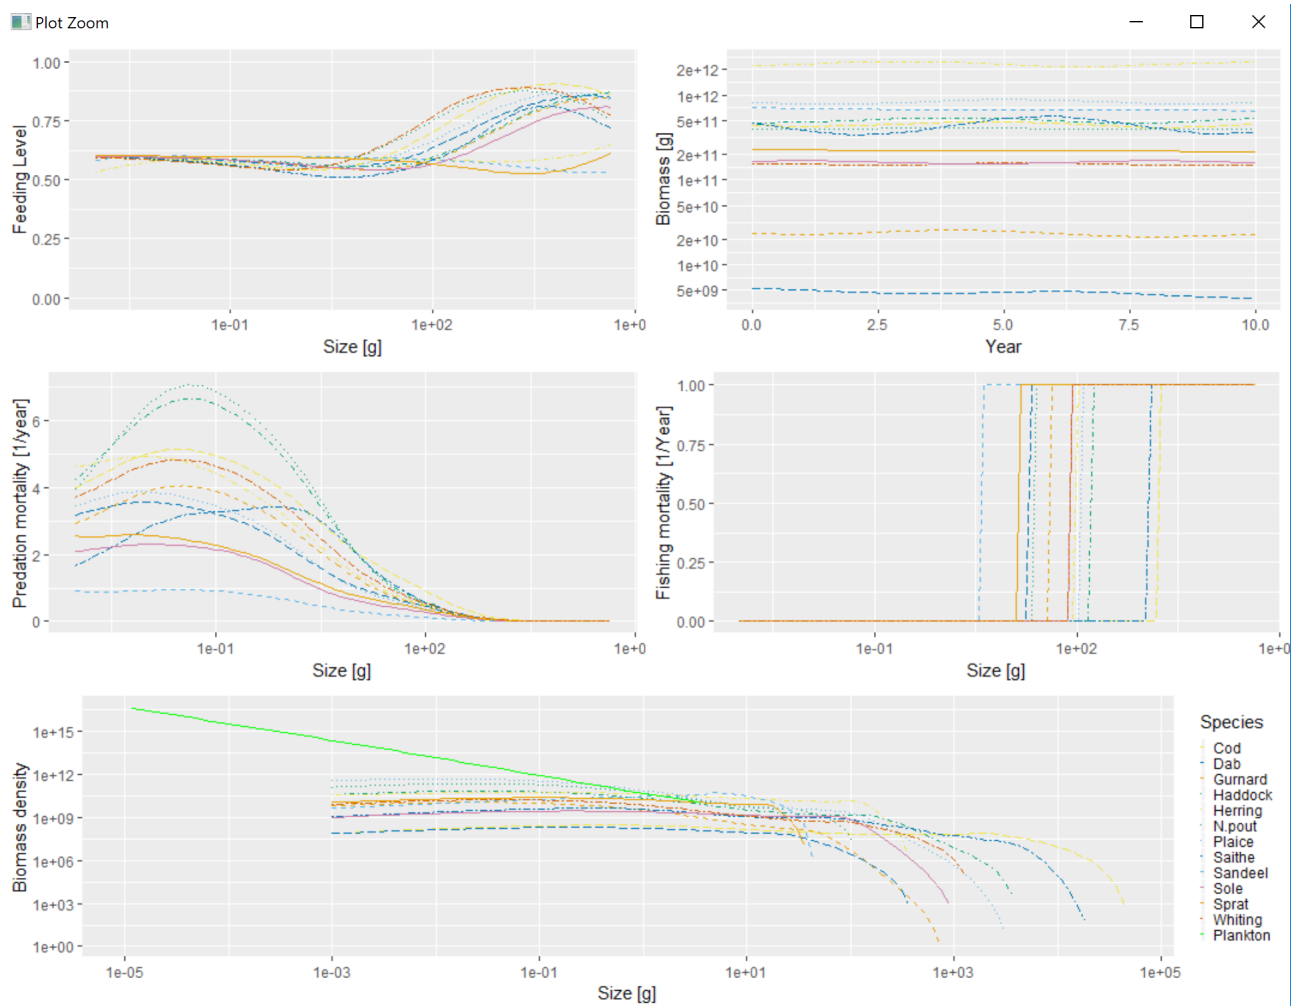 Plot Zoom
1.00
0.75
0.50
0.25
0.00
Feeding Level
1e-01
1e+02
1e+0
Size [g]
2e+12
1e+12
5e+11
2e+11
1e+11
5e+10
2e+10
1e+10
5e+09
Biomass [g]
0.0
2.5
5.0
7.5
10.0
Year
6
4
2
0
Predation mortality [1/year]
1e-01
1e+02
1e+0
Size [g]
1.00
0.75
0.50
0.25
0.00
Fishing mortality [1/Year]
1e-01
1e+02
1e+0
Size [g]
1e+15
1e+12
1e+09
1e+06
1e+03
1e+00
Biomass density
1e-05
1e-03
1e-01
1e+01
1e+03
1e+05
Size [g]
Species
Cod
Dab
Gurnard
Haddock
Herring
N.pout
Plaice
Saithe
Sandeel
Sole
Sprat
Whiting
Plankton